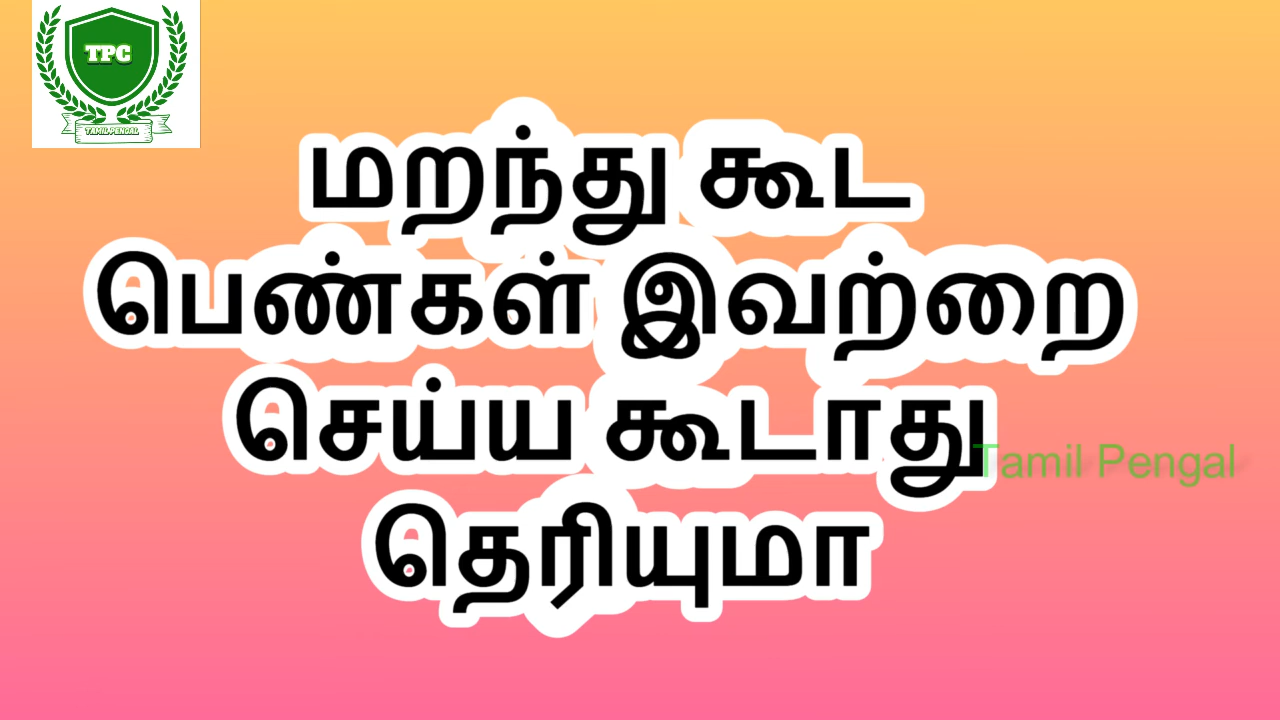 TPC
TAMIL PENGAL
மறந்து கூட
பெண்கள் இவற்றை
செய்ய கூடாது
Tamil Pengal
தெரியுமா